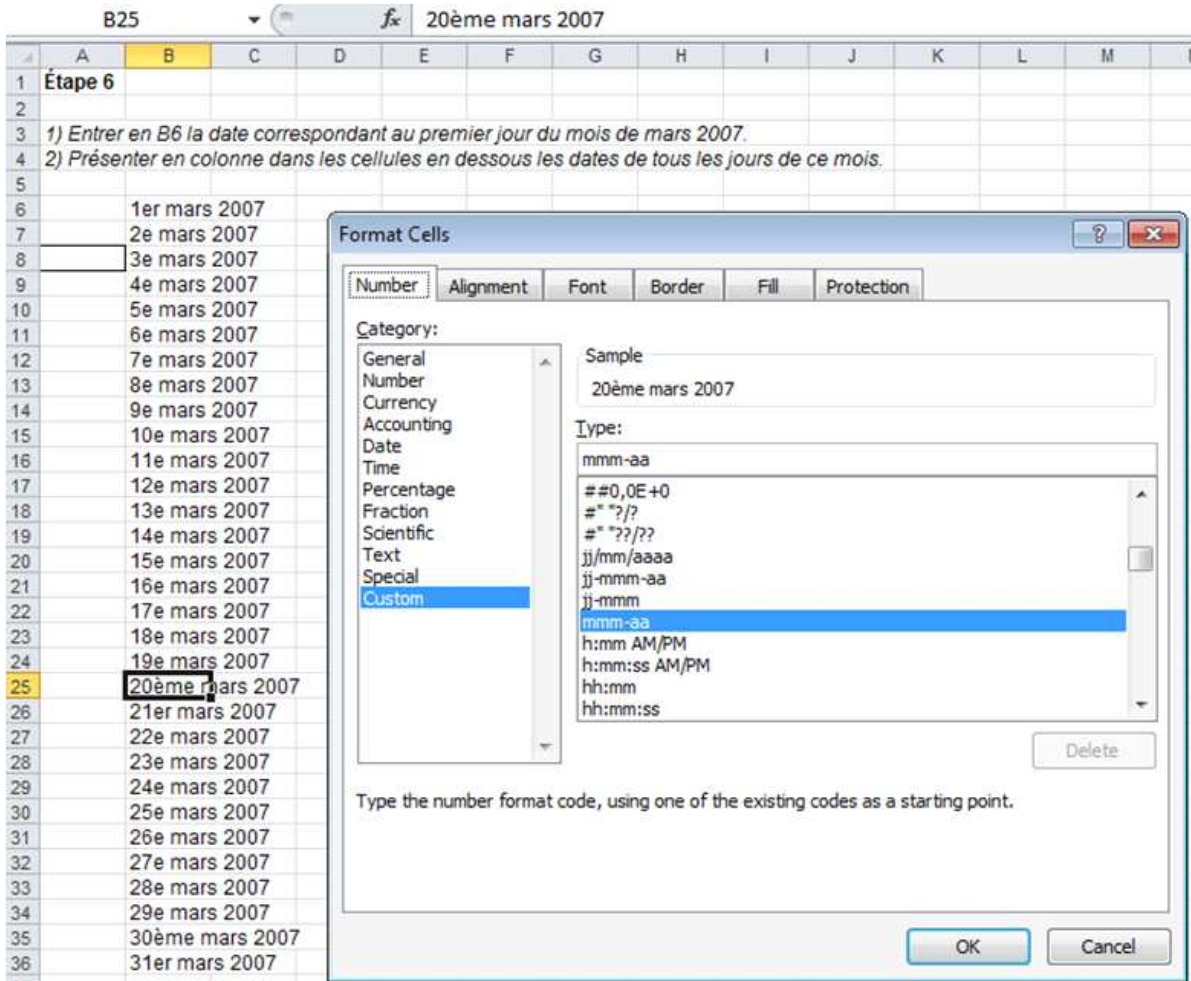 B25 fx 20ème mars 2007
A B C D E F G H I J K L M
1 Étape 6
2
3 1) Entrer en B6 la date correspondant au premier jour du mois de mars 2007.
4 2) Présenter en colonne dans les cellules en dessous les dates de tous les jours de ce mois.
5
6 1er mars 2007
7 2e mars 2007
8 3e mars 2007
9 4e mars 2007
10 5e mars 2007
11 6e mars 2007
12 7e mars 2007
13 8e mars 2007
14 9e mars 2007
15 10e mars 2007
16 11e mars 2007
17 12e mars 2007
18 13e mars 2007
19 14e mars 2007
20 15e mars 2007
21 16e mars 2007
22 17e mars 2007
23 18e mars 2007
24 19e mars 2007
25 20ème mars 2007
26 21er mars 2007
27 22e mars 2007
28 23e mars 2007
29 24e mars 2007
30 25e mars 2007
31 26e mars 2007
32 27e mars 2007
33 28e mars 2007
34 29e mars 2007
35 30ème mars 2007
36 31er mars 2007
Format Cells
Number Alignment Font Border Fill Protection
Category:
General
Number
Currency
Accounting
Date
Time
Percentage
Fraction
Scientific
Text
Special
Custom
Sample
20ème mars 2007
Type:
mmm-aa
##0,0E+0
#" "?/?
#" "??/??
jj/mm/aaaa
jj-mmm-aa
jj-mmm
mmm-aa
h:mm AM/PM
h:mm:ss AM/PM
hh:mm
hh:mm:ss
Delete
Type the number format code, using one of the existing codes as a starting point.
OK Cancel